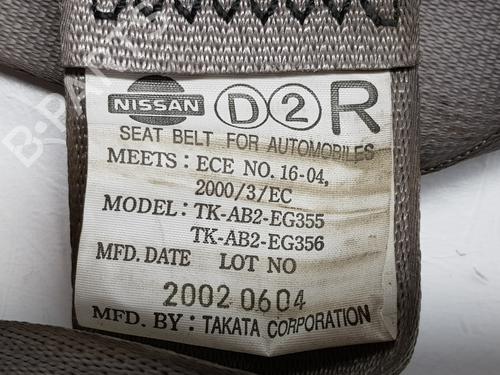 NISSAN D 2 R
SEAT BELT FOR AUTOMOBILES
MEETS : ECE NO. 16-04,
2000/3/EC
MODEL: TK-AB2-EG355
TK-AB2-EG356
MFD. DATE LOT NO
2002 0604
MFD. BY: TAKATA CORPORATION